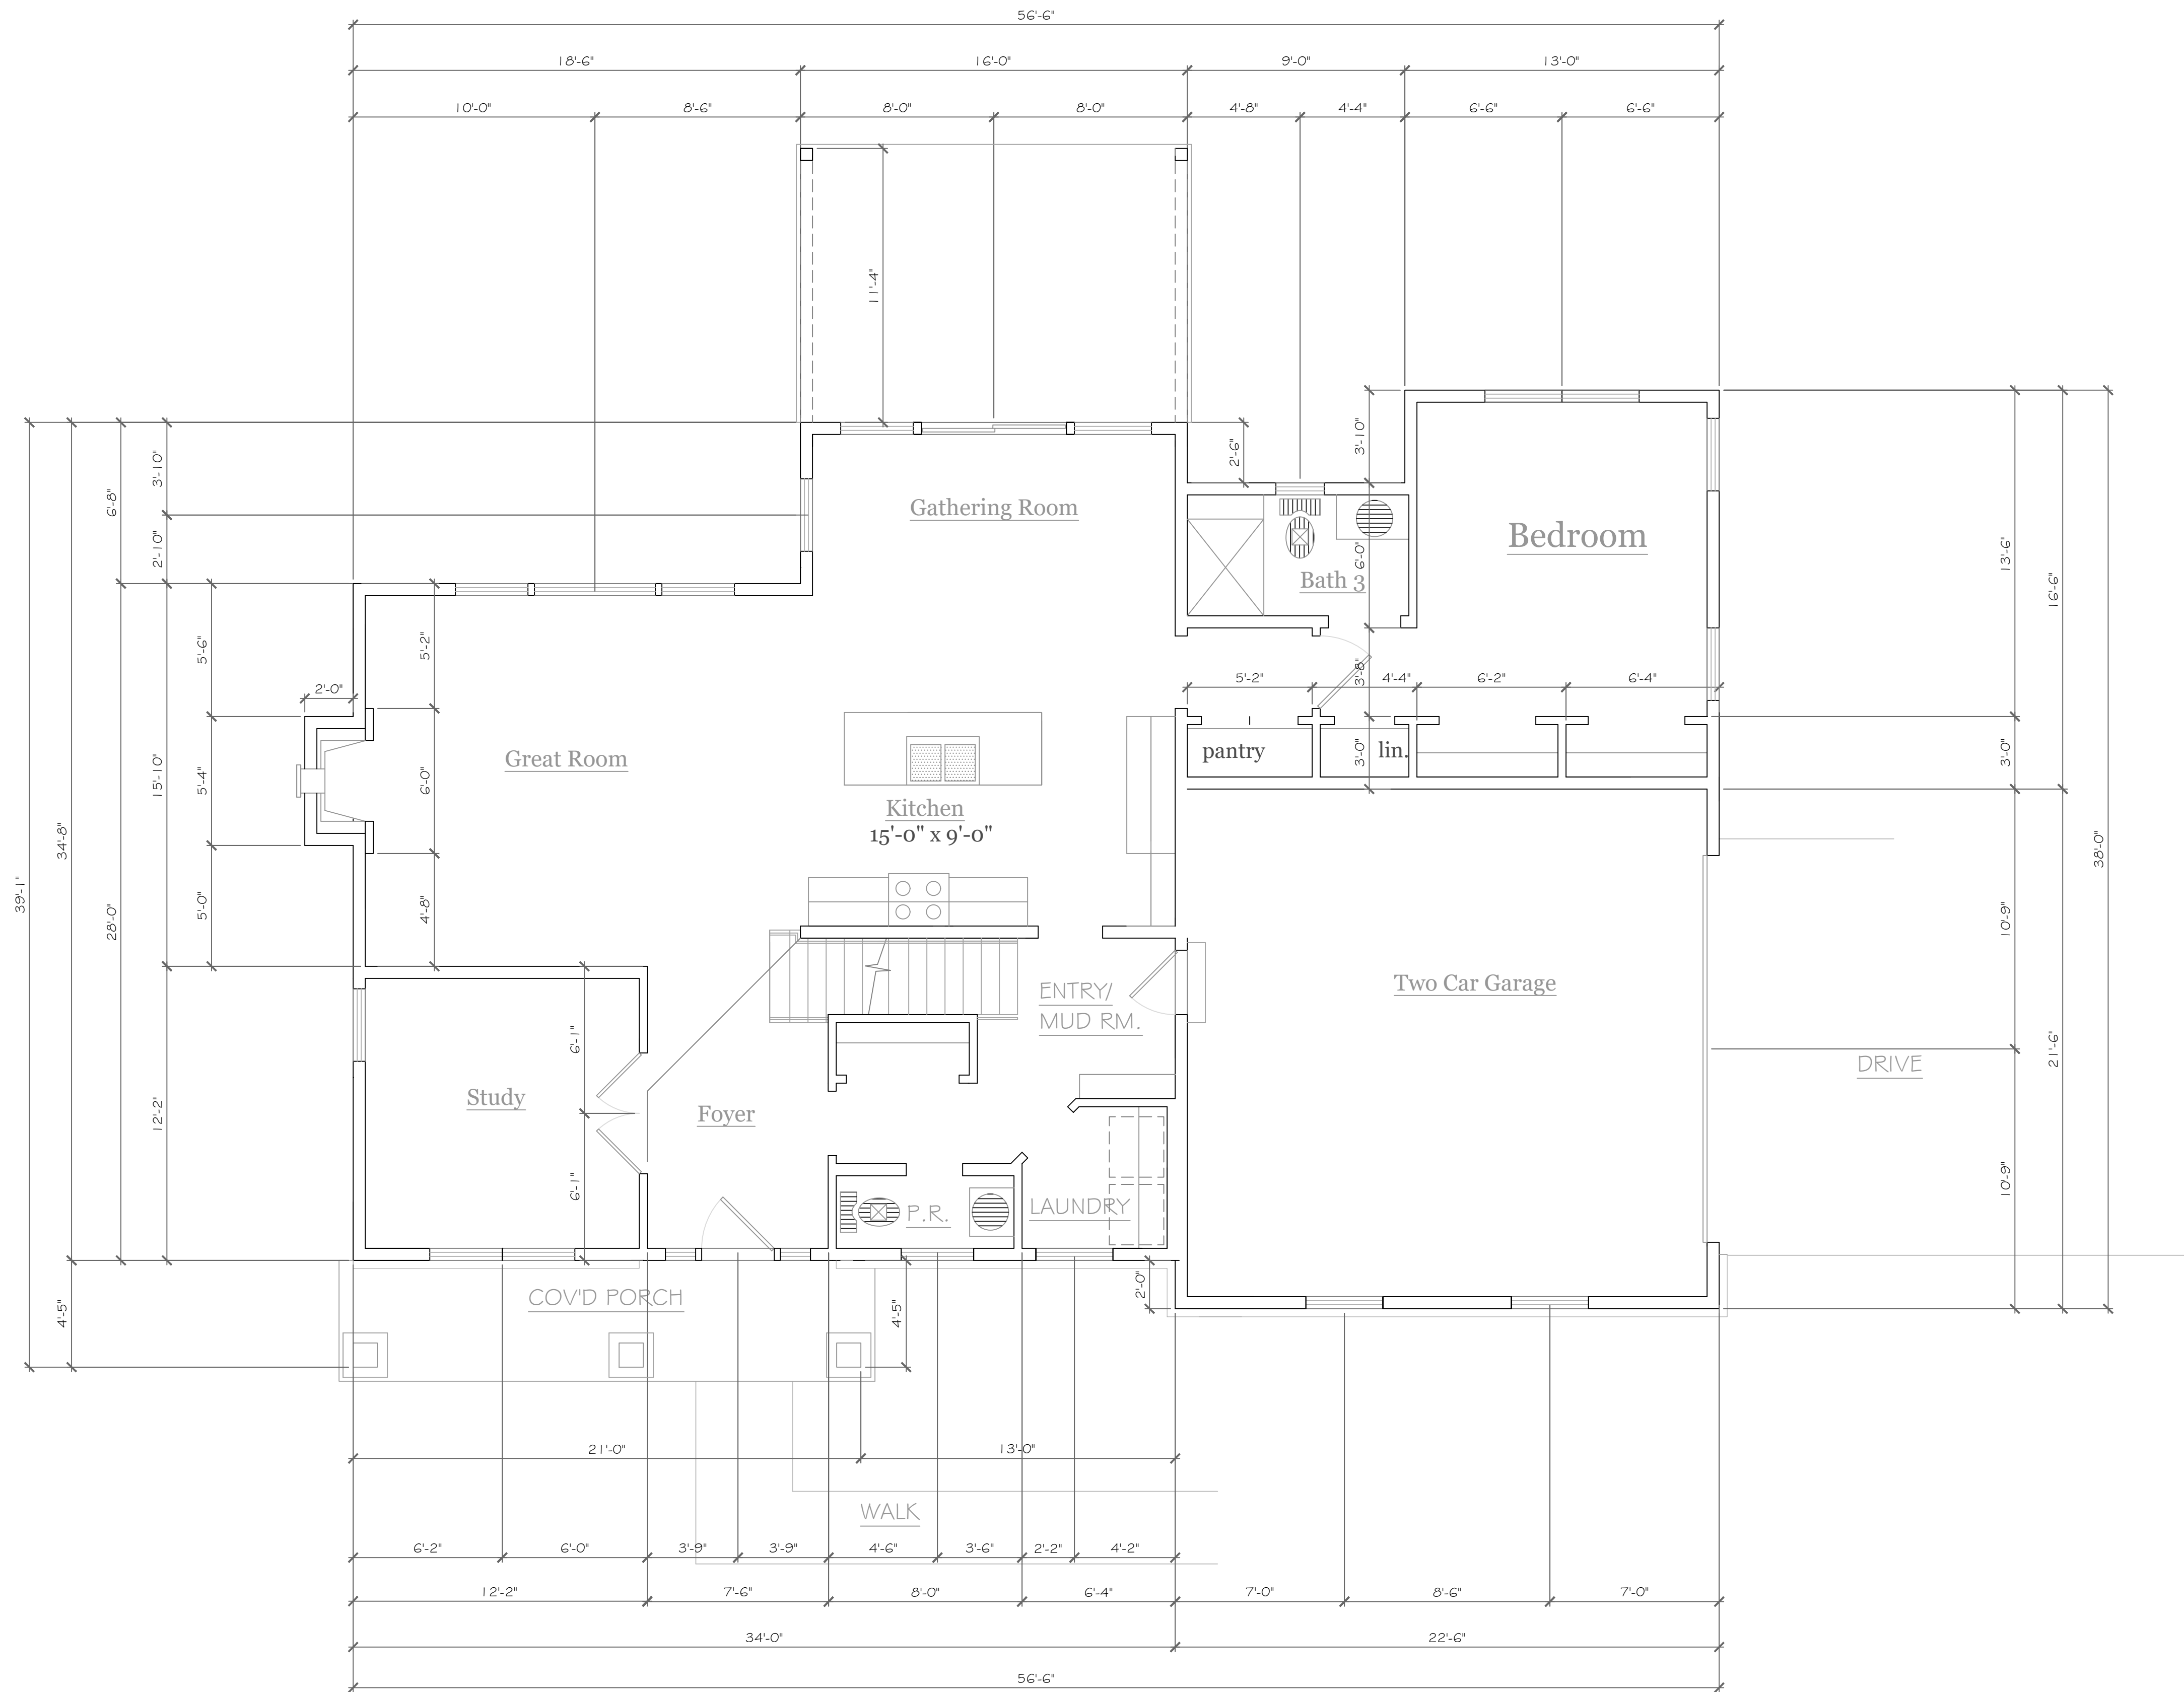 56'-6"
18'-6" 16'-0" 9'-0" 13'-0"
10'-0" 8'-6" 8'-0" 8'-0" 4'-8" 4'-4" 6'-6" 6'-6"
11'-4"
3'-10"
6'-8"
2'-10"
2'-6"
3'-10"
Gathering Room
Bedroom
6'-0"
Bath 3
13'-6"
16'-6"
5'-6"
5'-2"
2'-0"
5'-2" 3'-8" 4'-4" 6'-2" 6'-4"
Great Room
pantry
3'-0"
lin.
3'-0"
15'-10"
5'-4"
6'-0"
Kitchen
15'-0" x 9'-0"
34'-8"
38'-0"
39'-1"
28'-0"
5'-0"
4'-8"
10'-9"
Two Car Garage
ENTRY/
MUD RM.
6'-1"
21'-6"
DRIVE
Study
Foyer
12'-2"
6'-1"
P.R.
LAUNDRY
10'-9"
COV'D PORCH
4'-5"
4'-5"
2'-0"
21'-0" 13'-0"
WALK
6'-2" 6'-0" 3'-9" 3'-9" 4'-6" 3'-6" 2'-2" 4'-2"
12'-2" 7'-6" 8'-0" 6'-4" 7'-0" 8'-6" 7'-0"
34'-0" 22'-6"
56'-6"